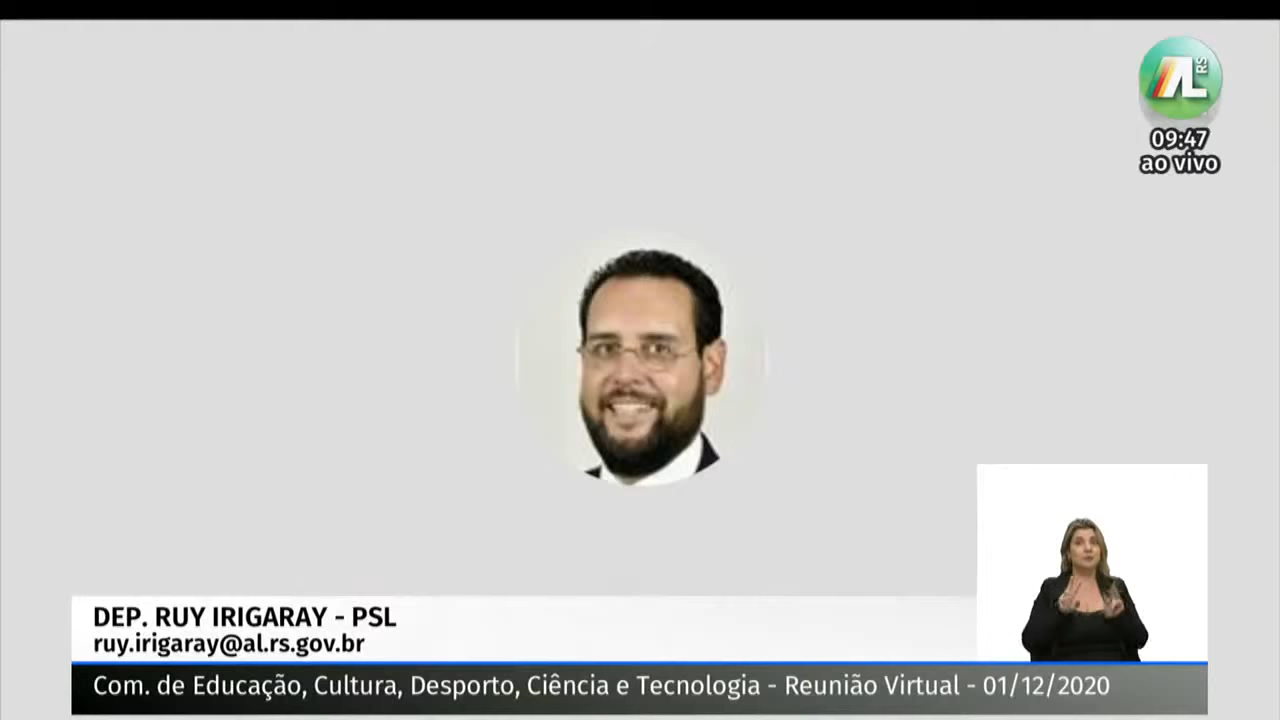 AL RS
09:47
ao vivo
DEP. RUY IRIGARAY - PSL
ruy.irigaray@al.rs.gov.br
Com. de Educação, Cultura, Desporto, Ciência e Tecnologia - Reunião Virtual - 01/12/2020